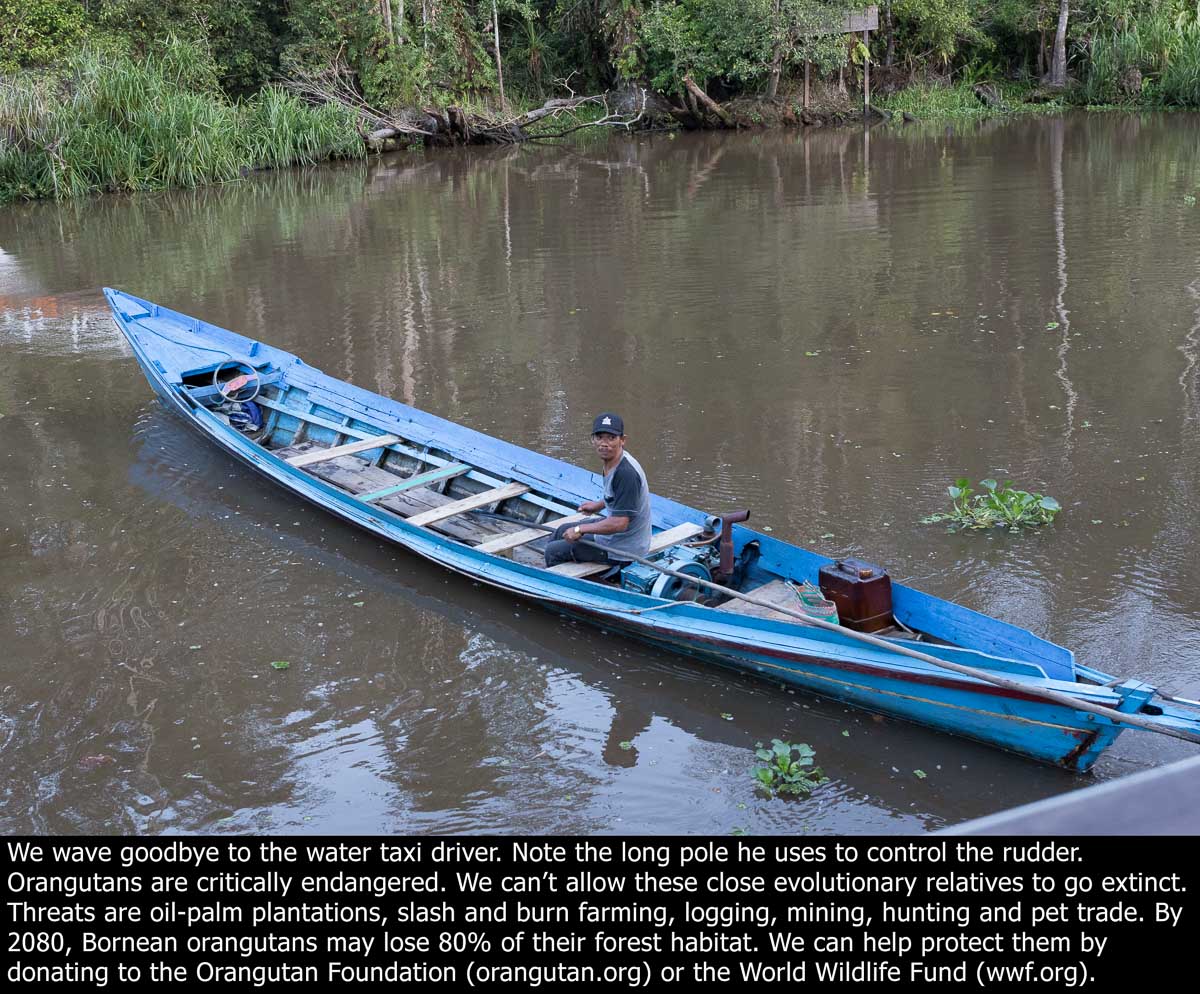 We wave goodbye to the water taxi driver. Note the long pole he uses to control the rudder.
Orangutans are critically endangered. We can’t allow these close evolutionary relatives to go extinct.
Threats are oil-palm plantations, slash and burn farming, logging, mining, hunting and pet trade. By
2080, Bornean orangutans may lose 80% of their forest habitat. We can help protect them by
donating to the Orangutan Foundation (orangutan.org) or the World Wildlife Fund (wwf.org).